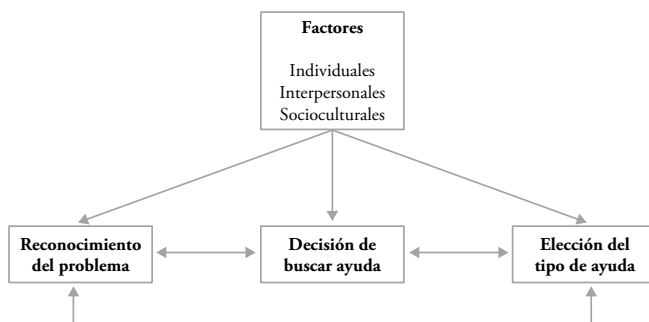 Factores
Individuales
Interpersonales
Socioculturales
Reconocimiento
del problema
Decisión de
buscar ayuda
Elección del
tipo de ayuda